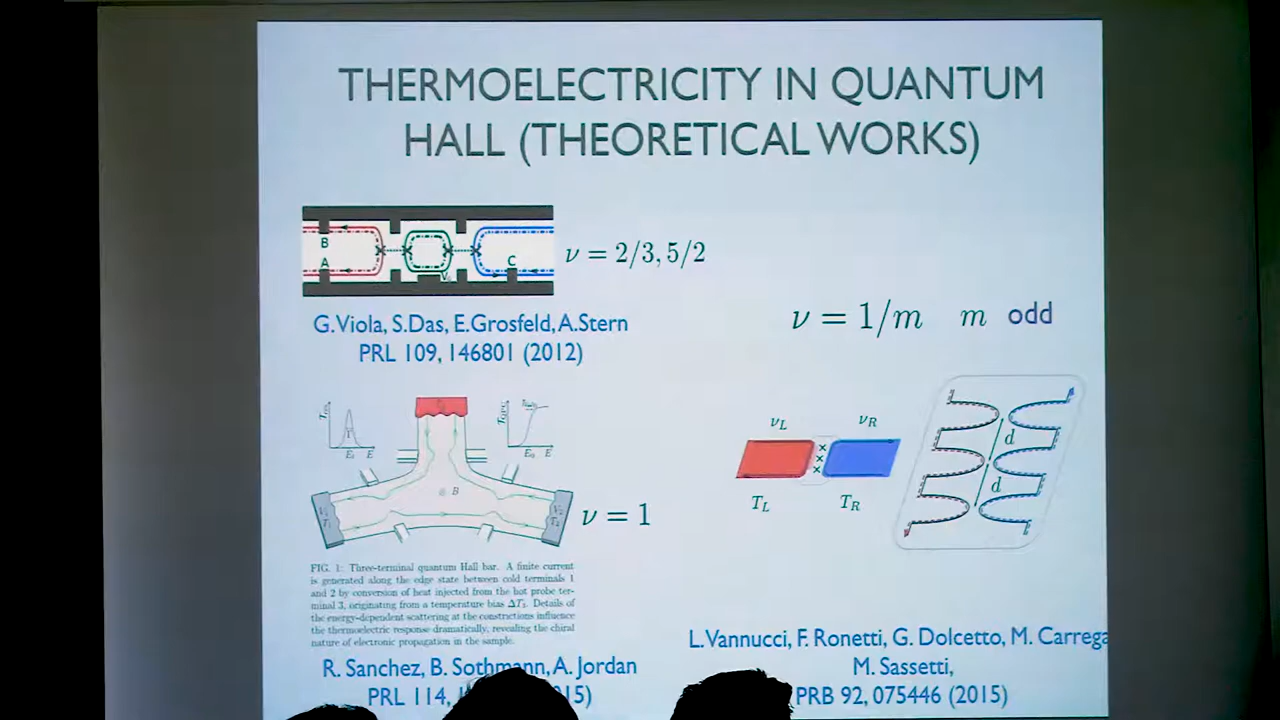 THERMOELECTRICITY IN QUANTUM
HALL (THEORETICAL WORKS)
B
A
C
ν = 2/3, 5/2
G. Viola, S. Das, E. Grosfeld, A. Stern
PRL 109, 146801 (2012)
E
E
B
ν = 1
FIG. 1: Three-terminal quantum Hall bar. A finite current
is generated along the edge state between cold terminals 1
and 2 by conversion of heat injected from the hot probe ter-
minal 3, originating from a temperature bias ΔT₃. Details of
the energy-dependent scattering at the constrictions influence
the thermoelectric response dramatically, revealing the chiral
nature of electronic propagation in the sample.
R. Sanchez, B. Sothmann, A. Jordan
PRL 114, 15)
ν = 1/m m odd
ν_L ν_R
T_L T_R
d
d
L. Vannucci, F. Ronetti, G. Dolcetto, M. Carrega
M. Sassetti,
PRB 92, 075446 (2015)